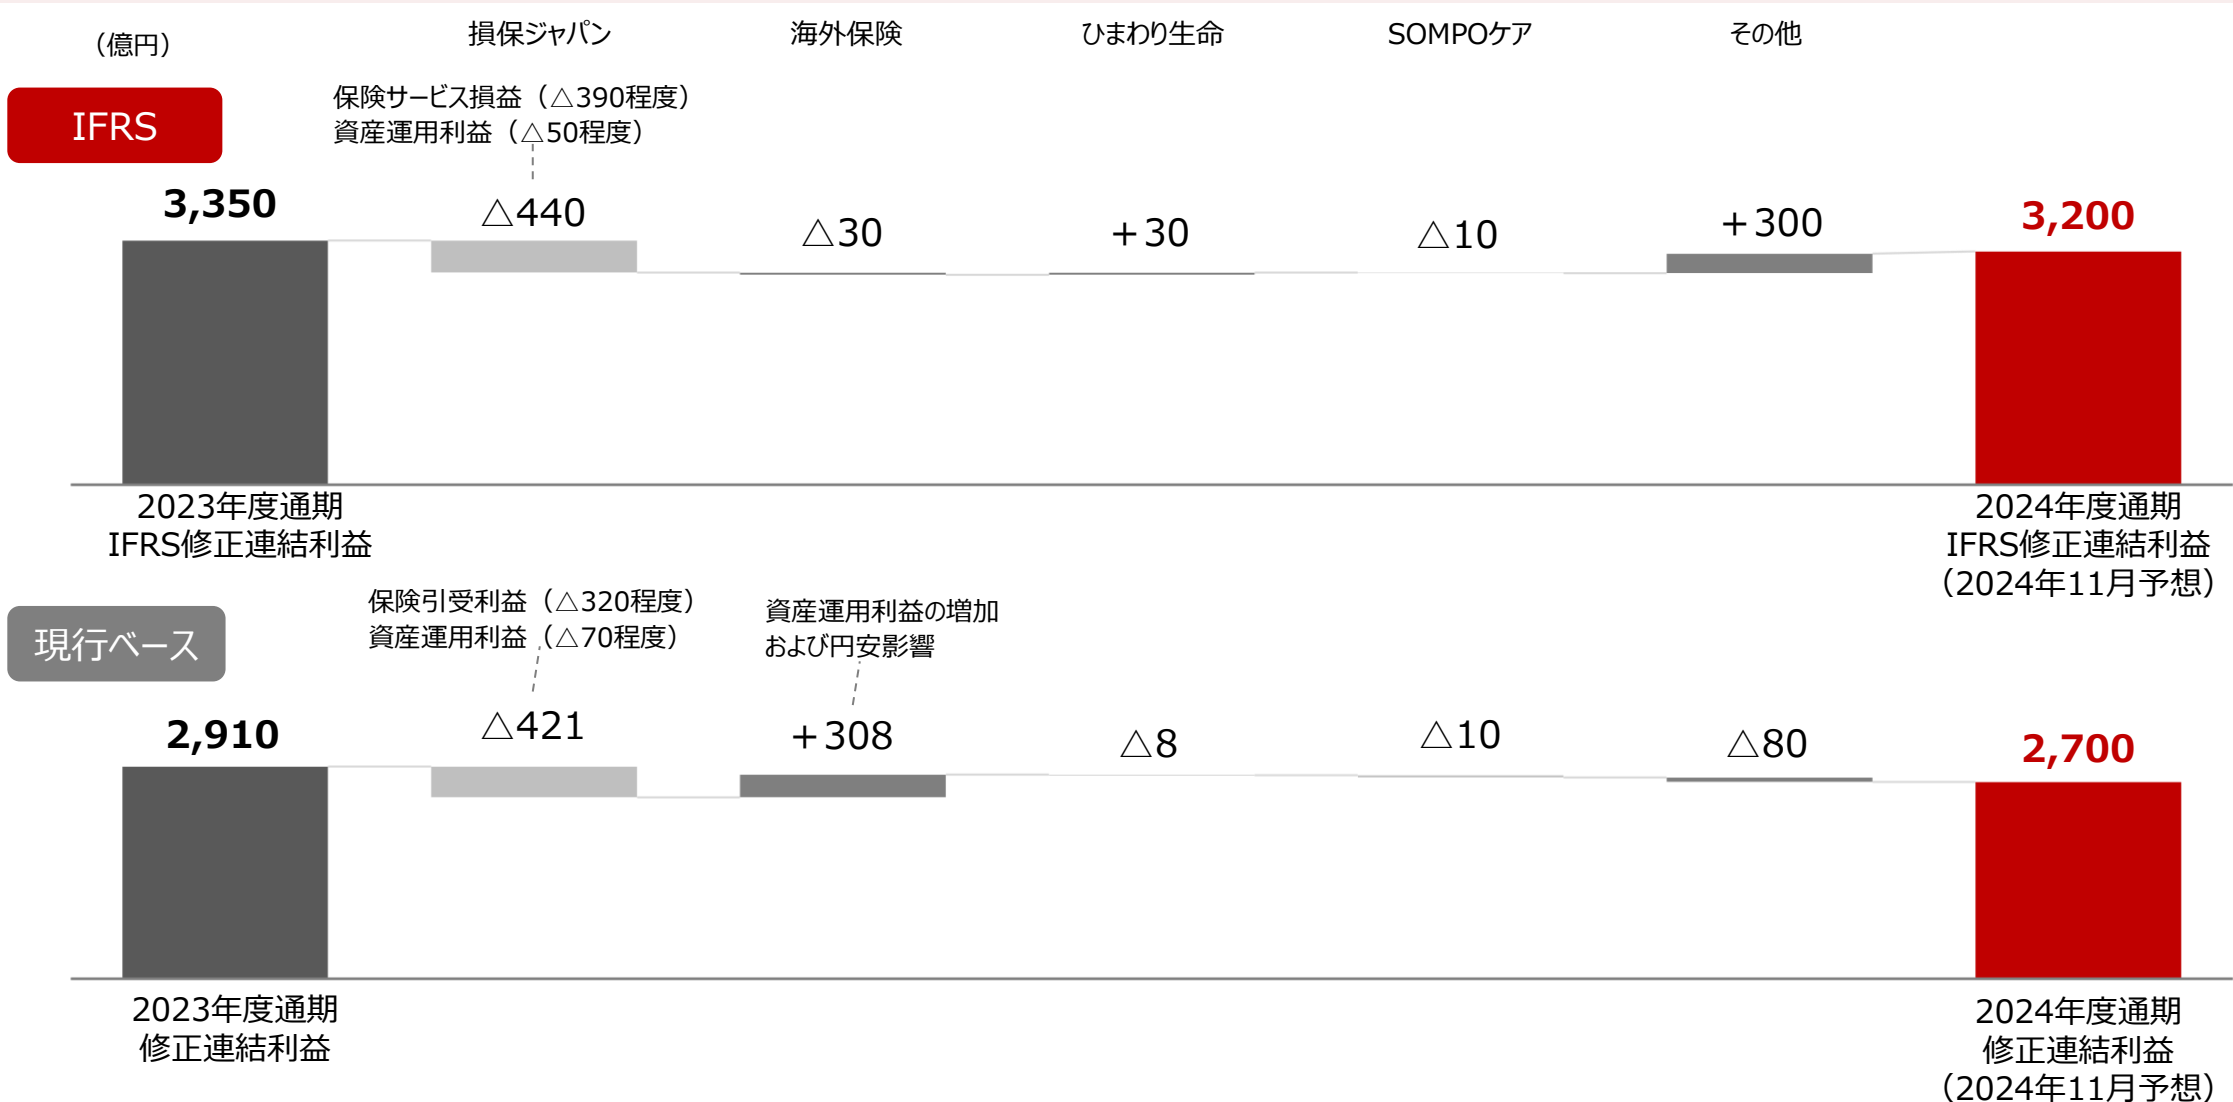 （億円）
損保ジャパン
海外保険
ひまわり生命
SOMPOケア
その他
IFRS
保険サービス損益（△390程度）
資産運用利益（△50程度）
3,350
△440
△30
＋30
△10
＋300
3,200
2023年度通期
IFRS修正連結利益
2024年度通期
IFRS修正連結利益
（2024年11月予想）
現行ベース
保険引受利益（△320程度）
資産運用利益（△70程度）
資産運用利益の増加
および円安影響
2,910
△421
＋308
△8
△10
△80
2,700
2023年度通期
修正連結利益
2024年度通期
修正連結利益
（2024年11月予想）